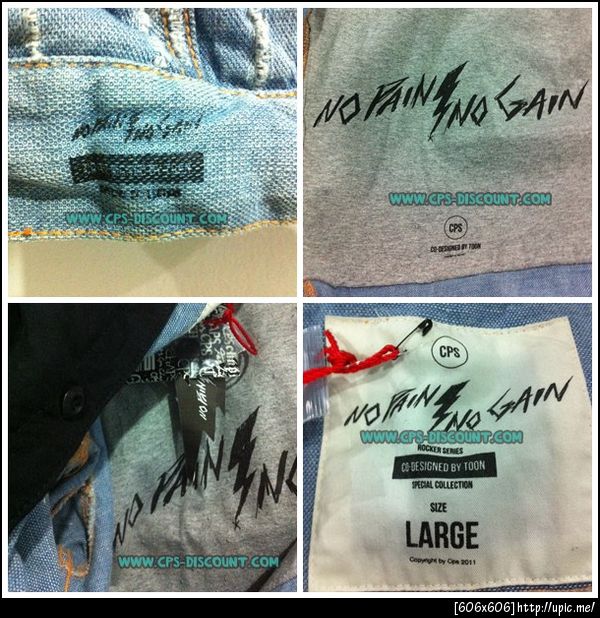 NO PAIN NO GAIN
WWW.CPS-DISCOUNT.COM
NO PAIN NO GAIN
WWW.CPS-DISCOUNT.COM
CPS
CO-DESIGNED BY TOON
NO PAIN NO
WWW.CPS-DISCOUNT.COM
CPS
NO PAIN NO GAIN
WWW.CPS-DISCOUNT.COM
ROCKER SERIES
CO-DESIGNED BY TOON
SPECIAL COLLECTION
SIZE
LARGE
Copyright by Cps 2011
[606x606]http://upic.me/